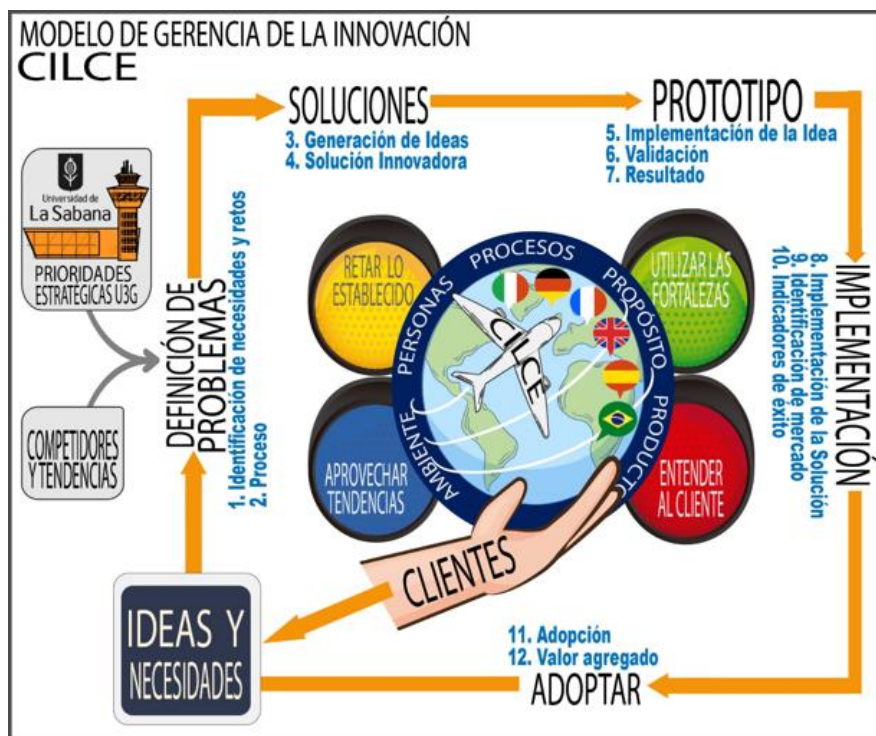 MODELO DE GERENCIA DE LA INNOVACIÓN
CILCE
SOLUCIONES
3. Generación de Ideas
4. Solución Innovadora
PROTOTIPO
5. Implementación de la Idea
6. Validación
7. Resultado
Universidad de
La Sabana
PRIORIDADES
ESTRATÉGICAS U3G
COMPETIDORES
Y TENDENCIAS
DEFINICIÓN DE
PROBLEMAS
1. Identificación de necesidades y retos
2. Proceso
RETAR LO
ESTABLECIDO
UTILIZAR LAS
FORTALEZAS
APROVECHAR
TENDENCIAS
ENTENDER
AL CLIENTE
AMBIENTE
PERSONAS
PROCESOS
PROPÓSITO
PRODUCTO
CILCE
CLIENTES
IMPLEMENTACIÓN
8. Implementación de la Solución
9. Identificación de mercado
10. Indicadores de exito
IDEAS Y
NECESIDADES
11. Adopción
12. Valor agregado
ADOPTAR